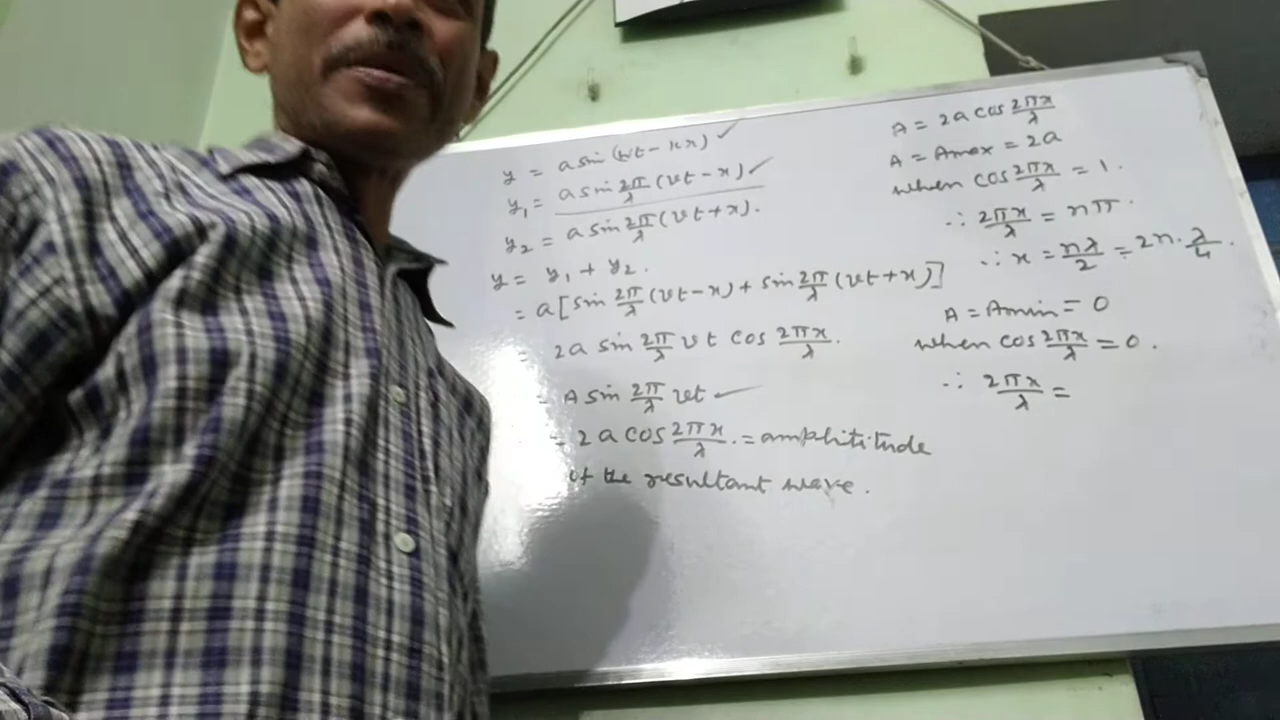 y = a sin (wt - kx) ✓
y₁ = a sin 2π/λ (vt - x) ✓
y₂ = a sin 2π/λ (vt + x).
y = y₁ + y₂.
= a [sin 2π/λ (vt - x) + sin 2π/λ (vt + x)]
= 2a sin 2π/λ vt cos 2πx/λ.
= A sin 2π/λ vt ✓
= 2a cos 2πx/λ. = amplititude
of the resultant wave.
A = 2a cos 2πx/λ
A = Amax = 2a
when cos 2πx/λ = 1.
∴ 2πx/λ = nπ.
∴ x = nλ/2 = 2n. λ/4.
A = Amin = 0
when cos 2πx/λ = 0.
∴ 2πx/λ =